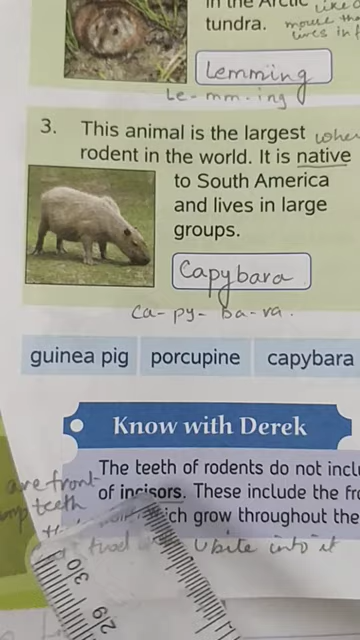 in the Arctic
like a
tundra.
mouse tha
lives in
Lemming
Le-mm-ing
3. This animal is the largest
rodent in the world. It is native
to South America
and lives in large
groups.
Capybara
Ca-py-ba-ra.
guinea pig porcupine capybara
Know with Derek
The teeth of rodents do not incl
are front
of incisors. These include the fr
teeth
ich grow throughout the
u bite into it
29 30